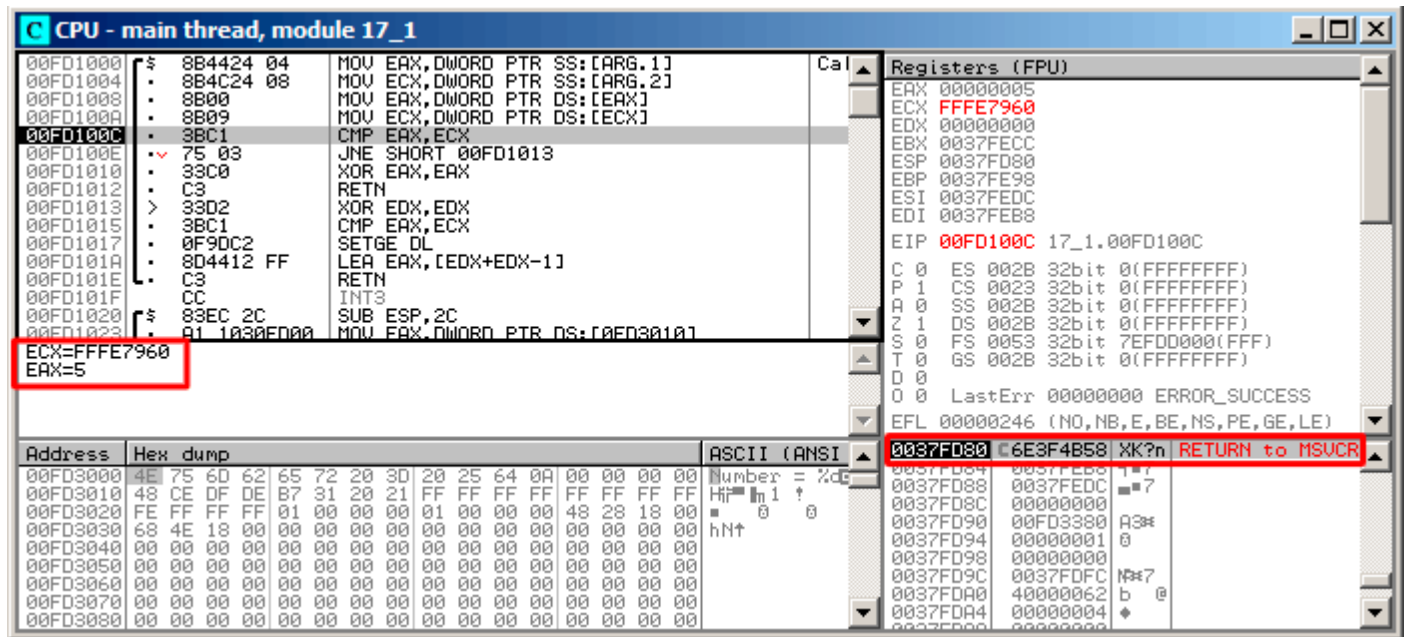 C CPU - main thread, module 17_1
00FD1000 $ 8B4424 04 MOV EAX,DWORD PTR SS:[ARG.1] Cal
00FD1004 . 8B4C24 08 MOV ECX,DWORD PTR SS:[ARG.2]
00FD1008 . 8B00 MOV EAX,DWORD PTR DS:[EAX]
00FD100A . 8B09 MOV ECX,DWORD PTR DS:[ECX]
00FD100C . 3BC1 CMP EAX,ECX
00FD100E . 75 03 JNE SHORT 00FD1013
00FD1010 . 33C0 XOR EAX,EAX
00FD1012 . C3 RETN
00FD1013 > 33D2 XOR EDX,EDX
00FD1015 . 3BC1 CMP EAX,ECX
00FD1017 . 0F9DC2 SETGE DL
00FD101A . 8D4412 FF LEA EAX,[EDX+EDX-1]
00FD101E . C3 RETN
00FD101F CC INT3
00FD1020 $ 83EC 2C SUB ESP,2C
00FD1023 . A1 1030FD00 MOV EAX,DWORD PTR DS:[0FD3010]
ECX=FFFE7960
EAX=5
Registers (FPU)
EAX 00000005
ECX FFFE7960
EDX 00000000
EBX 0037FECC
ESP 0037FD80
EBP 0037FE98
ESI 0037FEDC
EDI 0037FEB8
EIP 00FD100C 17_1.00FD100C
C 0 ES 002B 32bit 0(FFFFFFFF)
P 1 CS 0023 32bit 0(FFFFFFFF)
A 0 SS 002B 32bit 0(FFFFFFFF)
Z 1 DS 002B 32bit 0(FFFFFFFF)
S 0 FS 0053 32bit 7EFDD000(FFF)
T 0 GS 002B 32bit 0(FFFFFFFF)
D 0
O 0 LastErr 00000000 ERROR_SUCCESS
EFL 00000246 (NO,NB,E,BE,NS,PE,GE,LE)
Address Hex dump ASCII (ANSI
00FD3000 4E 75 6D 62 65 72 20 3D 20 25 64 0A 00 00 00 00 Number = %d
00FD3010 48 CE DF DE B7 31 20 21 FF FF FF FF FF FF FF FF
00FD3020 FE FF FF FF 01 00 00 00 01 00 00 00 48 28 18 00
00FD3030 68 4E 18 00 00 00 00 00 00 00 00 00 00 00 00 00 hN↑
00FD3040 00 00 00 00 00 00 00 00 00 00 00 00 00 00 00 00
00FD3050 00 00 00 00 00 00 00 00 00 00 00 00 00 00 00 00
00FD3060 00 00 00 00 00 00 00 00 00 00 00 00 00 00 00 00
00FD3070 00 00 00 00 00 00 00 00 00 00 00 00 00 00 00 00
00FD3080 00 00 00 00 00 00 00 00 00 00 00 00 00 00 00 00
0037FD80 C 6E3F4B58 XK?n RETURN to MSVCR
0037FD84 0037FEB8
0037FD88 0037FEDC
0037FD8C 00000000
0037FD90 00FD3380
0037FD94 00000001
0037FD98 00000000
0037FD9C 0037FDFC
0037FDA0 40000062 b @
0037FDA4 00000004 ♦